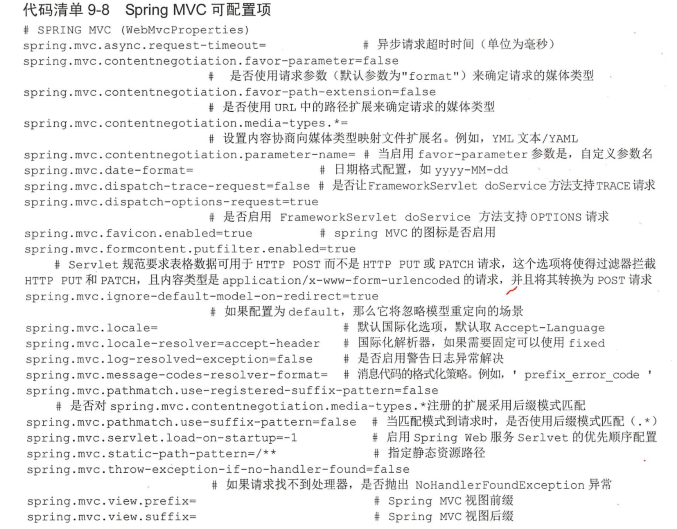 代码清单 9-8 Spring MVC 可配置项
# SPRING MVC (WebMvcProperties)
spring.mvc.async.request-timeout= # 异步请求超时时间（单位为毫秒）
spring.mvc.contentnegotiation.favor-parameter=false
# 是否使用请求参数（默认参数为"format"）来确定请求的媒体类型
spring.mvc.contentnegotiation.favor-path-extension=false
# 是否使用 URL 中的路径扩展来确定请求的媒体类型
spring.mvc.contentnegotiation.media-types.*=
# 设置内容协商向媒体类型映射文件扩展名。例如，YML 文本/YAML
spring.mvc.contentnegotiation.parameter-name= # 当启用 favor-parameter 参数是，自定义参数名
spring.mvc.date-format= # 日期格式配置，如 yyyy-MM-dd
spring.mvc.dispatch-trace-request=false # 是否让FrameworkServlet doService方法支持TRACE请求
spring.mvc.dispatch-options-request=true
# 是否启用 FrameworkServlet doService 方法支持OPTIONS 请求
spring.mvc.favicon.enabled=true # spring MVC 的图标是否启用
spring.mvc.formcontent.putfilter.enabled=true
# Servlet 规范要求表格数据可用于 HTTP POST 而不是 HTTP PUT 或 PATCH 请求，这个选项将使得过滤器拦截
HTTP PUT 和 PATCH，且内容类型是 application/x-www-form-urlencoded 的请求，并且将其转换为 POST 请求
spring.mvc.ignore-default-model-on-redirect=true
# 如果配置为 default，那么它将忽略模型重定向的场景
spring.mvc.locale= # 默认国际化选项，默认取 Accept-Language
spring.mvc.locale-resolver=accept-header # 国际化解析器，如果需要固定可以使用 fixed
spring.mvc.log-resolved-exception=false # 是否启用警告日志异常解决
spring.mvc.message-codes-resolver-format= # 消息代码的格式化策略。例如，' prefix_error_code '
spring.mvc.pathmatch.use-registered-suffix-pattern=false
# 是否对 spring.mvc.contentnegotiation.media-types.*注册的扩展采用后缀模式匹配
spring.mvc.pathmatch.use-suffix-pattern=false # 当匹配模式到请求时，是否使用后缀模式匹配（.*）
spring.mvc.servlet.load-on-startup=-1 # 启用 Spring Web 服务 Serlvet 的优先顺序配置
spring.mvc.static-path-pattern=/** # 指定静态资源路径
spring.mvc.throw-exception-if-no-handler-found=false
# 如果请求找不到处理器，是否抛出 NoHandlerFoundException 异常
spring.mvc.view.prefix= # Spring MVC 视图前缀
spring.mvc.view.suffix= # Spring MVC 视图后缀